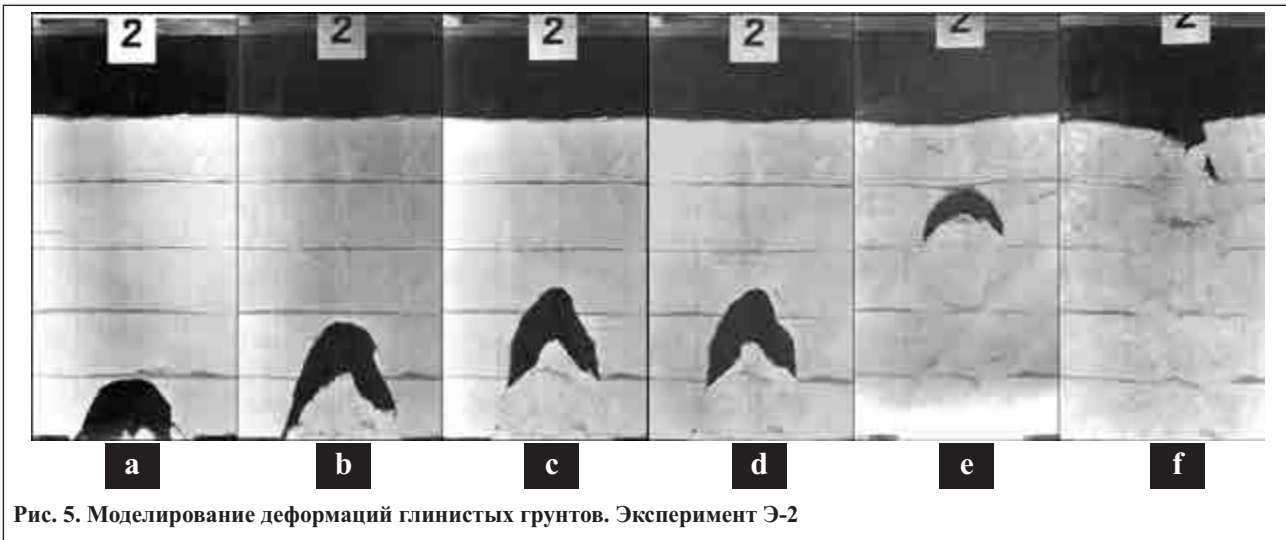 2 2 2 2 2 2
a b c d e f
Рис. 5. Моделирование деформаций глинистых грунтов. Эксперимент Э-2